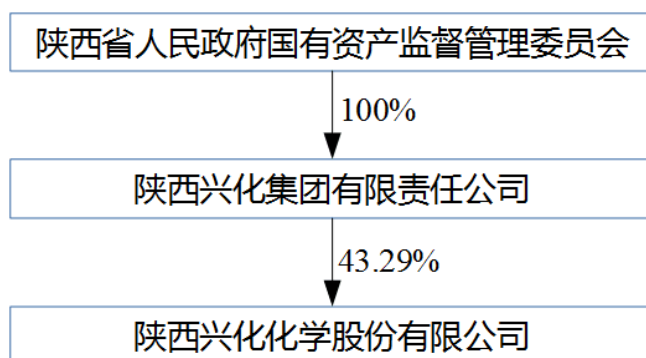 陕西省人民政府国有资产监督管理委员会
100%
陕西兴化集团有限责任公司
43.29%
陕西兴化化学股份有限公司